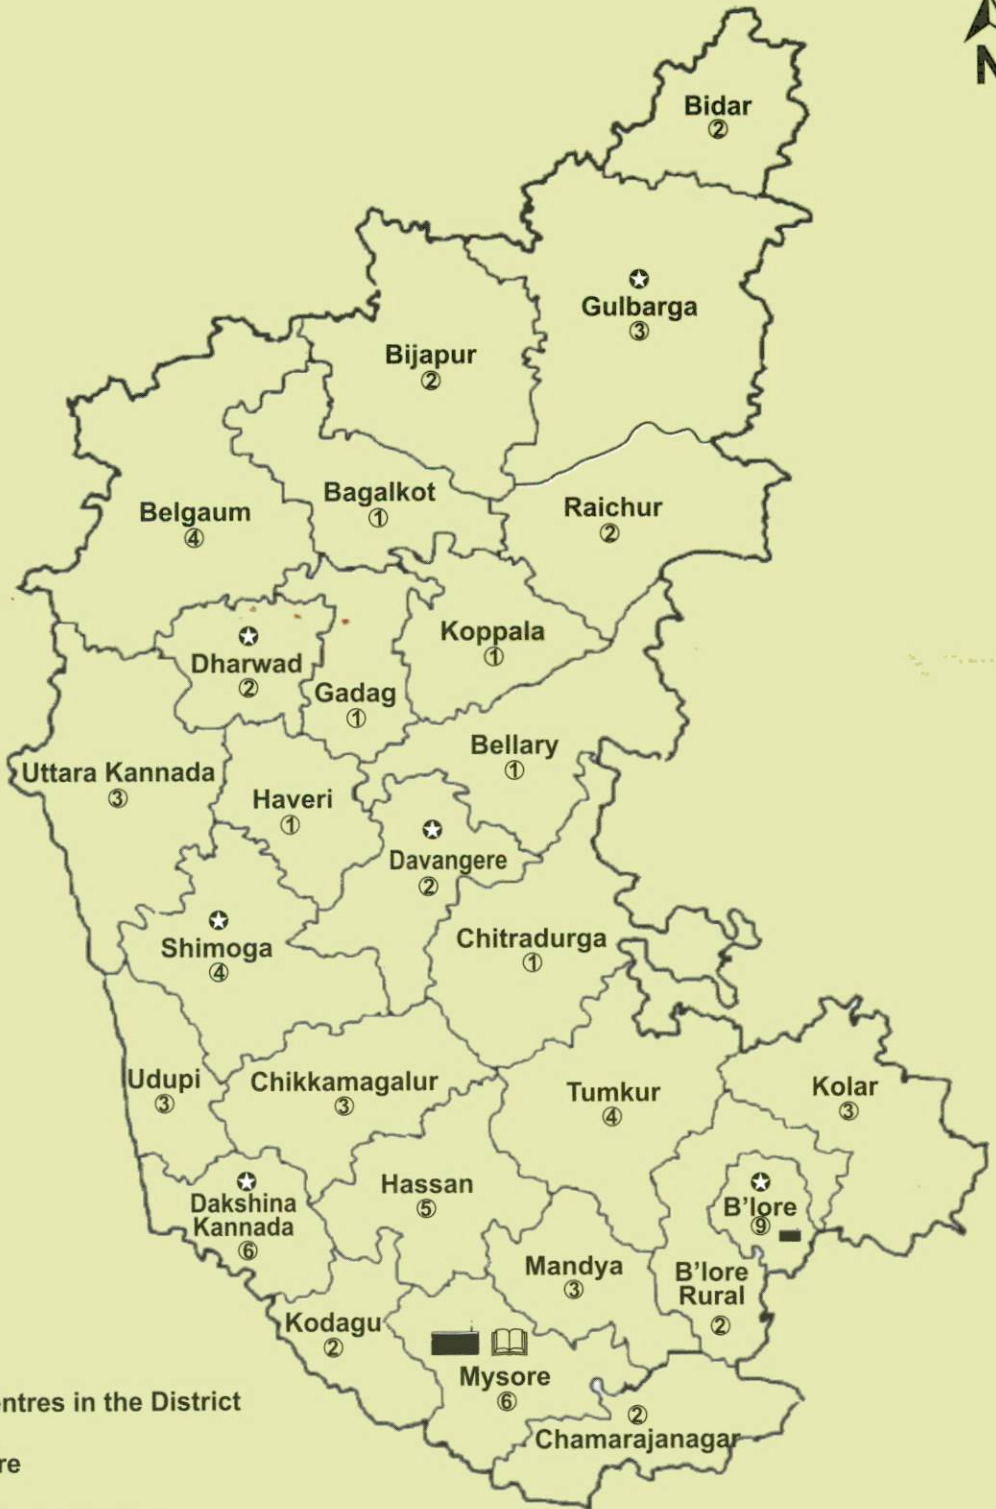 N
Bidar
②
Gulbarga
③
Bijapur
②
Bagalkot
①
Raichur
②
Belgaum
④
Koppala
①
Dharwad
②
Gadag
①
Bellary
①
Uttara Kannada
③
Haveri
①
Davangere
②
Shimoga
④
Chitradurga
①
Udupi
③
Chikkamagalur
③
Tumkur
④
Kolar
③
Hassan
⑤
Dakshina
Kannada
⑥
B'lore
⑨
Mandya
③
B'lore
Rural
②
Kodagu
②
Mysore
⑥
②
Chamarajanagar
entres in the District
re